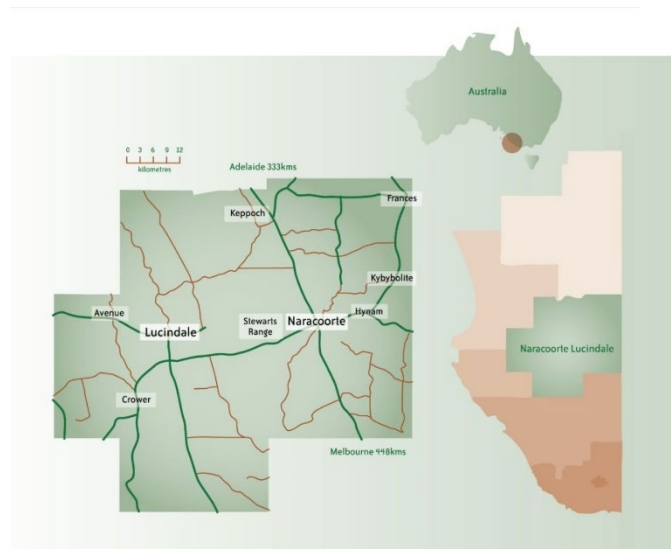 Australia
0 3 6 9 12
kilometres
Adelaide 333kms
Frances
Keppoch
Kybybolite
Hynam
Avenue
Lucindale
Stewarts
Range
Naracoorte
Naracoorte Lucindale
Crower
Melbourne 448kms